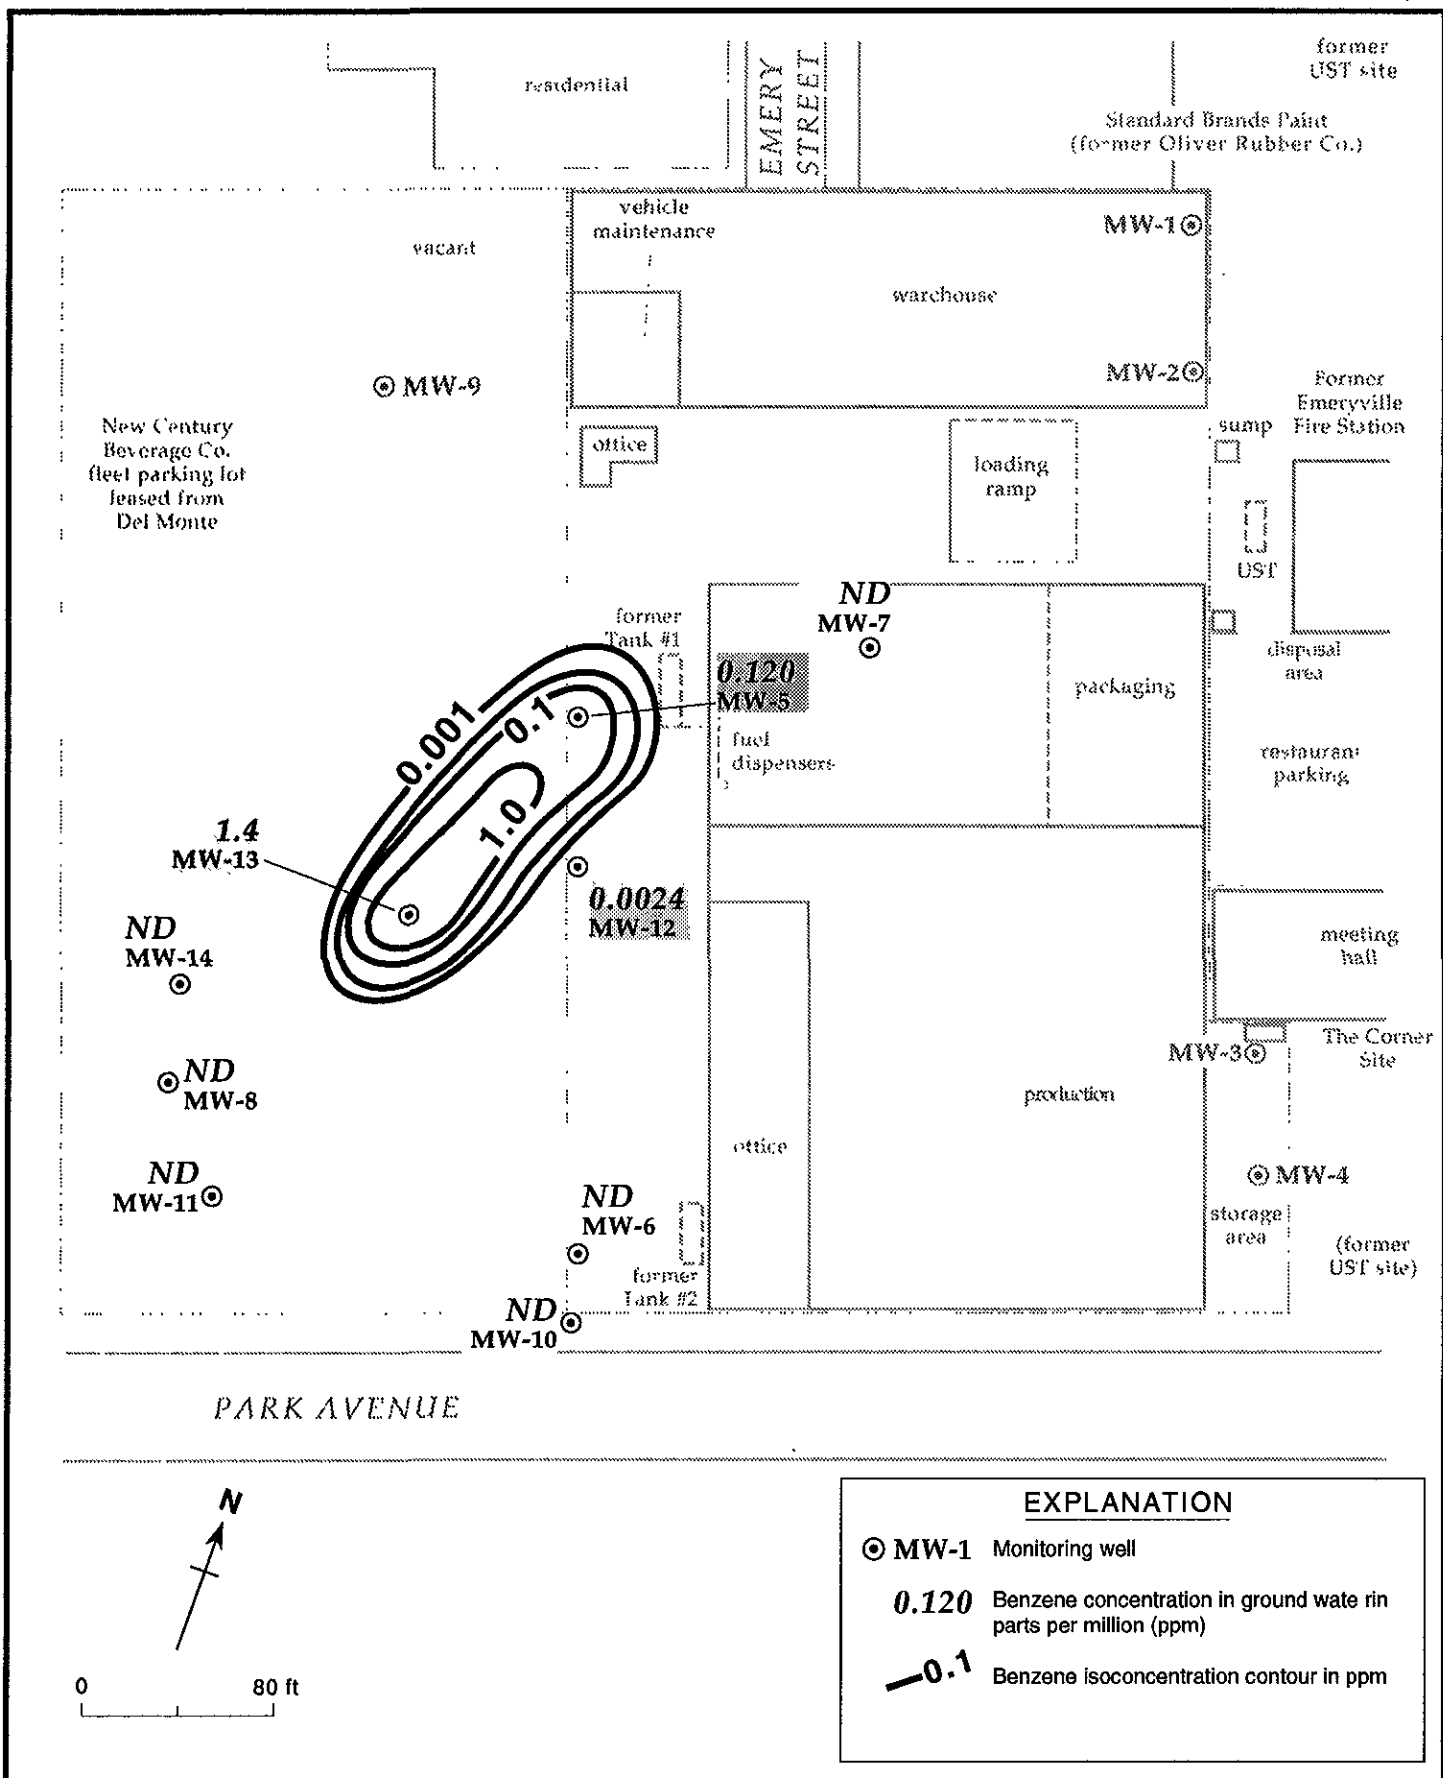 former
UST site
residential
EMERY
STREET
Standard Brands Paint
(former Oliver Rubber Co.)
vehicle
maintenance
MW-1
vacant
warehouse
MW-2
MW-9
Former
Emeryville
Fire Station
New Century
Beverage Co.
fleet parking lot
leased from
Del Monte
office
sump
loading
ramp
UST
ND
MW-7
former
Tank #1
disposal
area
0.120
MW-5
packaging
0.001
0.1
fuel
dispensers
restaurant
parking
1.0
1.4
MW-13
0.0024
MW-12
ND
MW-14
meeting
hall
The Corner
Site
MW-3
ND
MW-8
production
office
ND
MW-11
MW-4
ND
MW-6
storage
area
(former
UST site)
former
Tank #2
ND
MW-10
PARK AVENUE
N
0 80 ft
EXPLANATION
MW-1 Monitoring well
0.120 Benzene concentration in ground wate rin
parts per million (ppm)
0.1 Benzene isoconcentration contour in ppm